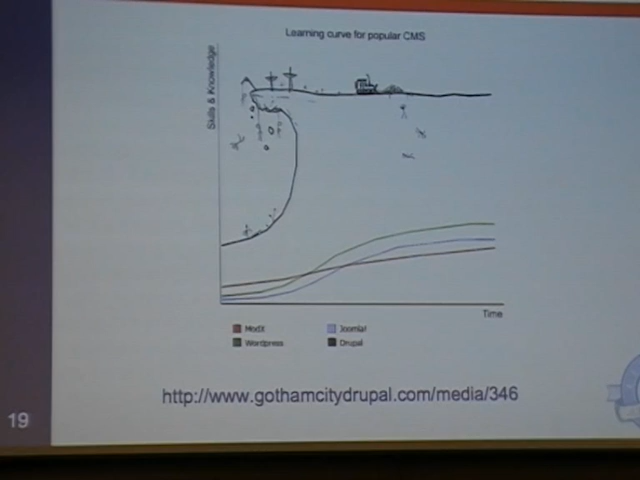 Learning curve for popular CMS
Skills & Knowledge
Time
ModX
Joomla!
Wordpress
Drupal
http://www.gothamcitydrupal.com/media/346
19